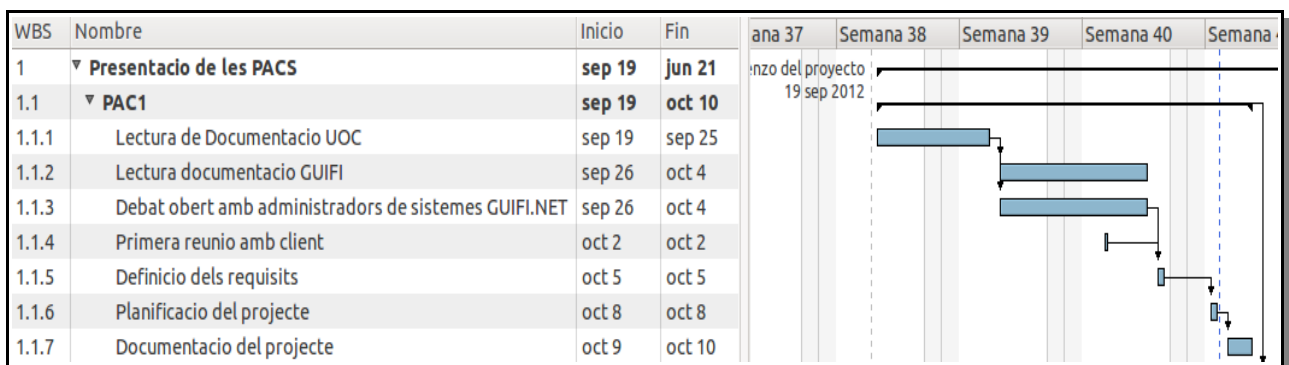 WBS Nombre Inicio Fin ana 37 Semana 38 Semana 39 Semana 40 Semana
1 Presentacio de les PACS sep 19 jun 21 enzo del proyecto
19 sep 2012
1.1 PAC1 sep 19 oct 10
1.1.1 Lectura de Documentacio UOC sep 19 sep 25
1.1.2 Lectura documentacio GUIFI sep 26 oct 4
1.1.3 Debat obert amb administradors de sistemes GUIFI.NET sep 26 oct 4
1.1.4 Primera reunio amb client oct 2 oct 2
1.1.5 Definicio dels requisits oct 5 oct 5
1.1.6 Planificacio del projecte oct 8 oct 8
1.1.7 Documentacio del projecte oct 9 oct 10